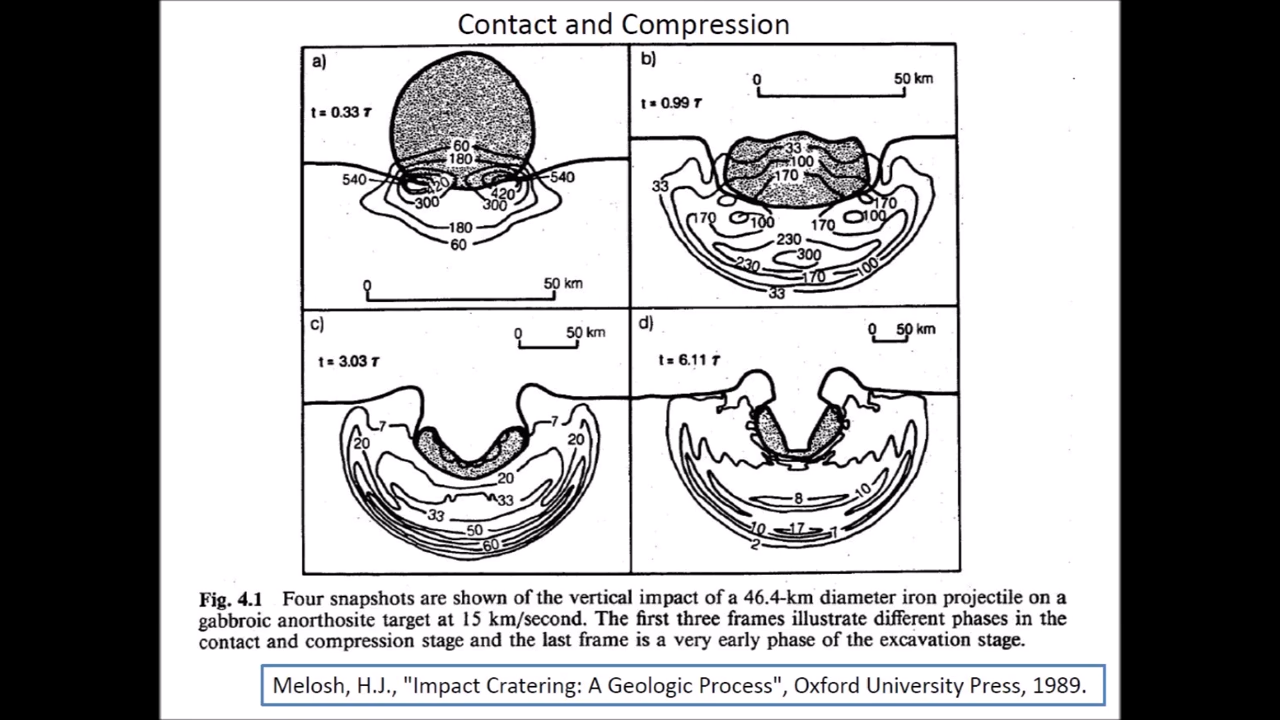 Contact and Compression
a)
t = 0.33 τ
60
180
540
540
420
420
300
300
180
60
0 50 km
b)
0 50 km
t = 0.99 τ
33
100
170
33
170
100
170
100
170
230
300
230
170
100
33
c)
0 50 km
t = 3.03 τ
7
7
20
20
20
33
33
50
60
d)
0 50 km
t = 6.11 τ
8
10
10
17
7
2
Fig. 4.1 Four snapshots are shown of the vertical impact of a 46.4-km diameter iron projectile on a
gabbroic anorthosite target at 15 km/second. The first three frames illustrate different phases in the
contact and compression stage and the last frame is a very early phase of the excavation stage.
Melosh, H.J., "Impact Cratering: A Geologic Process", Oxford University Press, 1989.